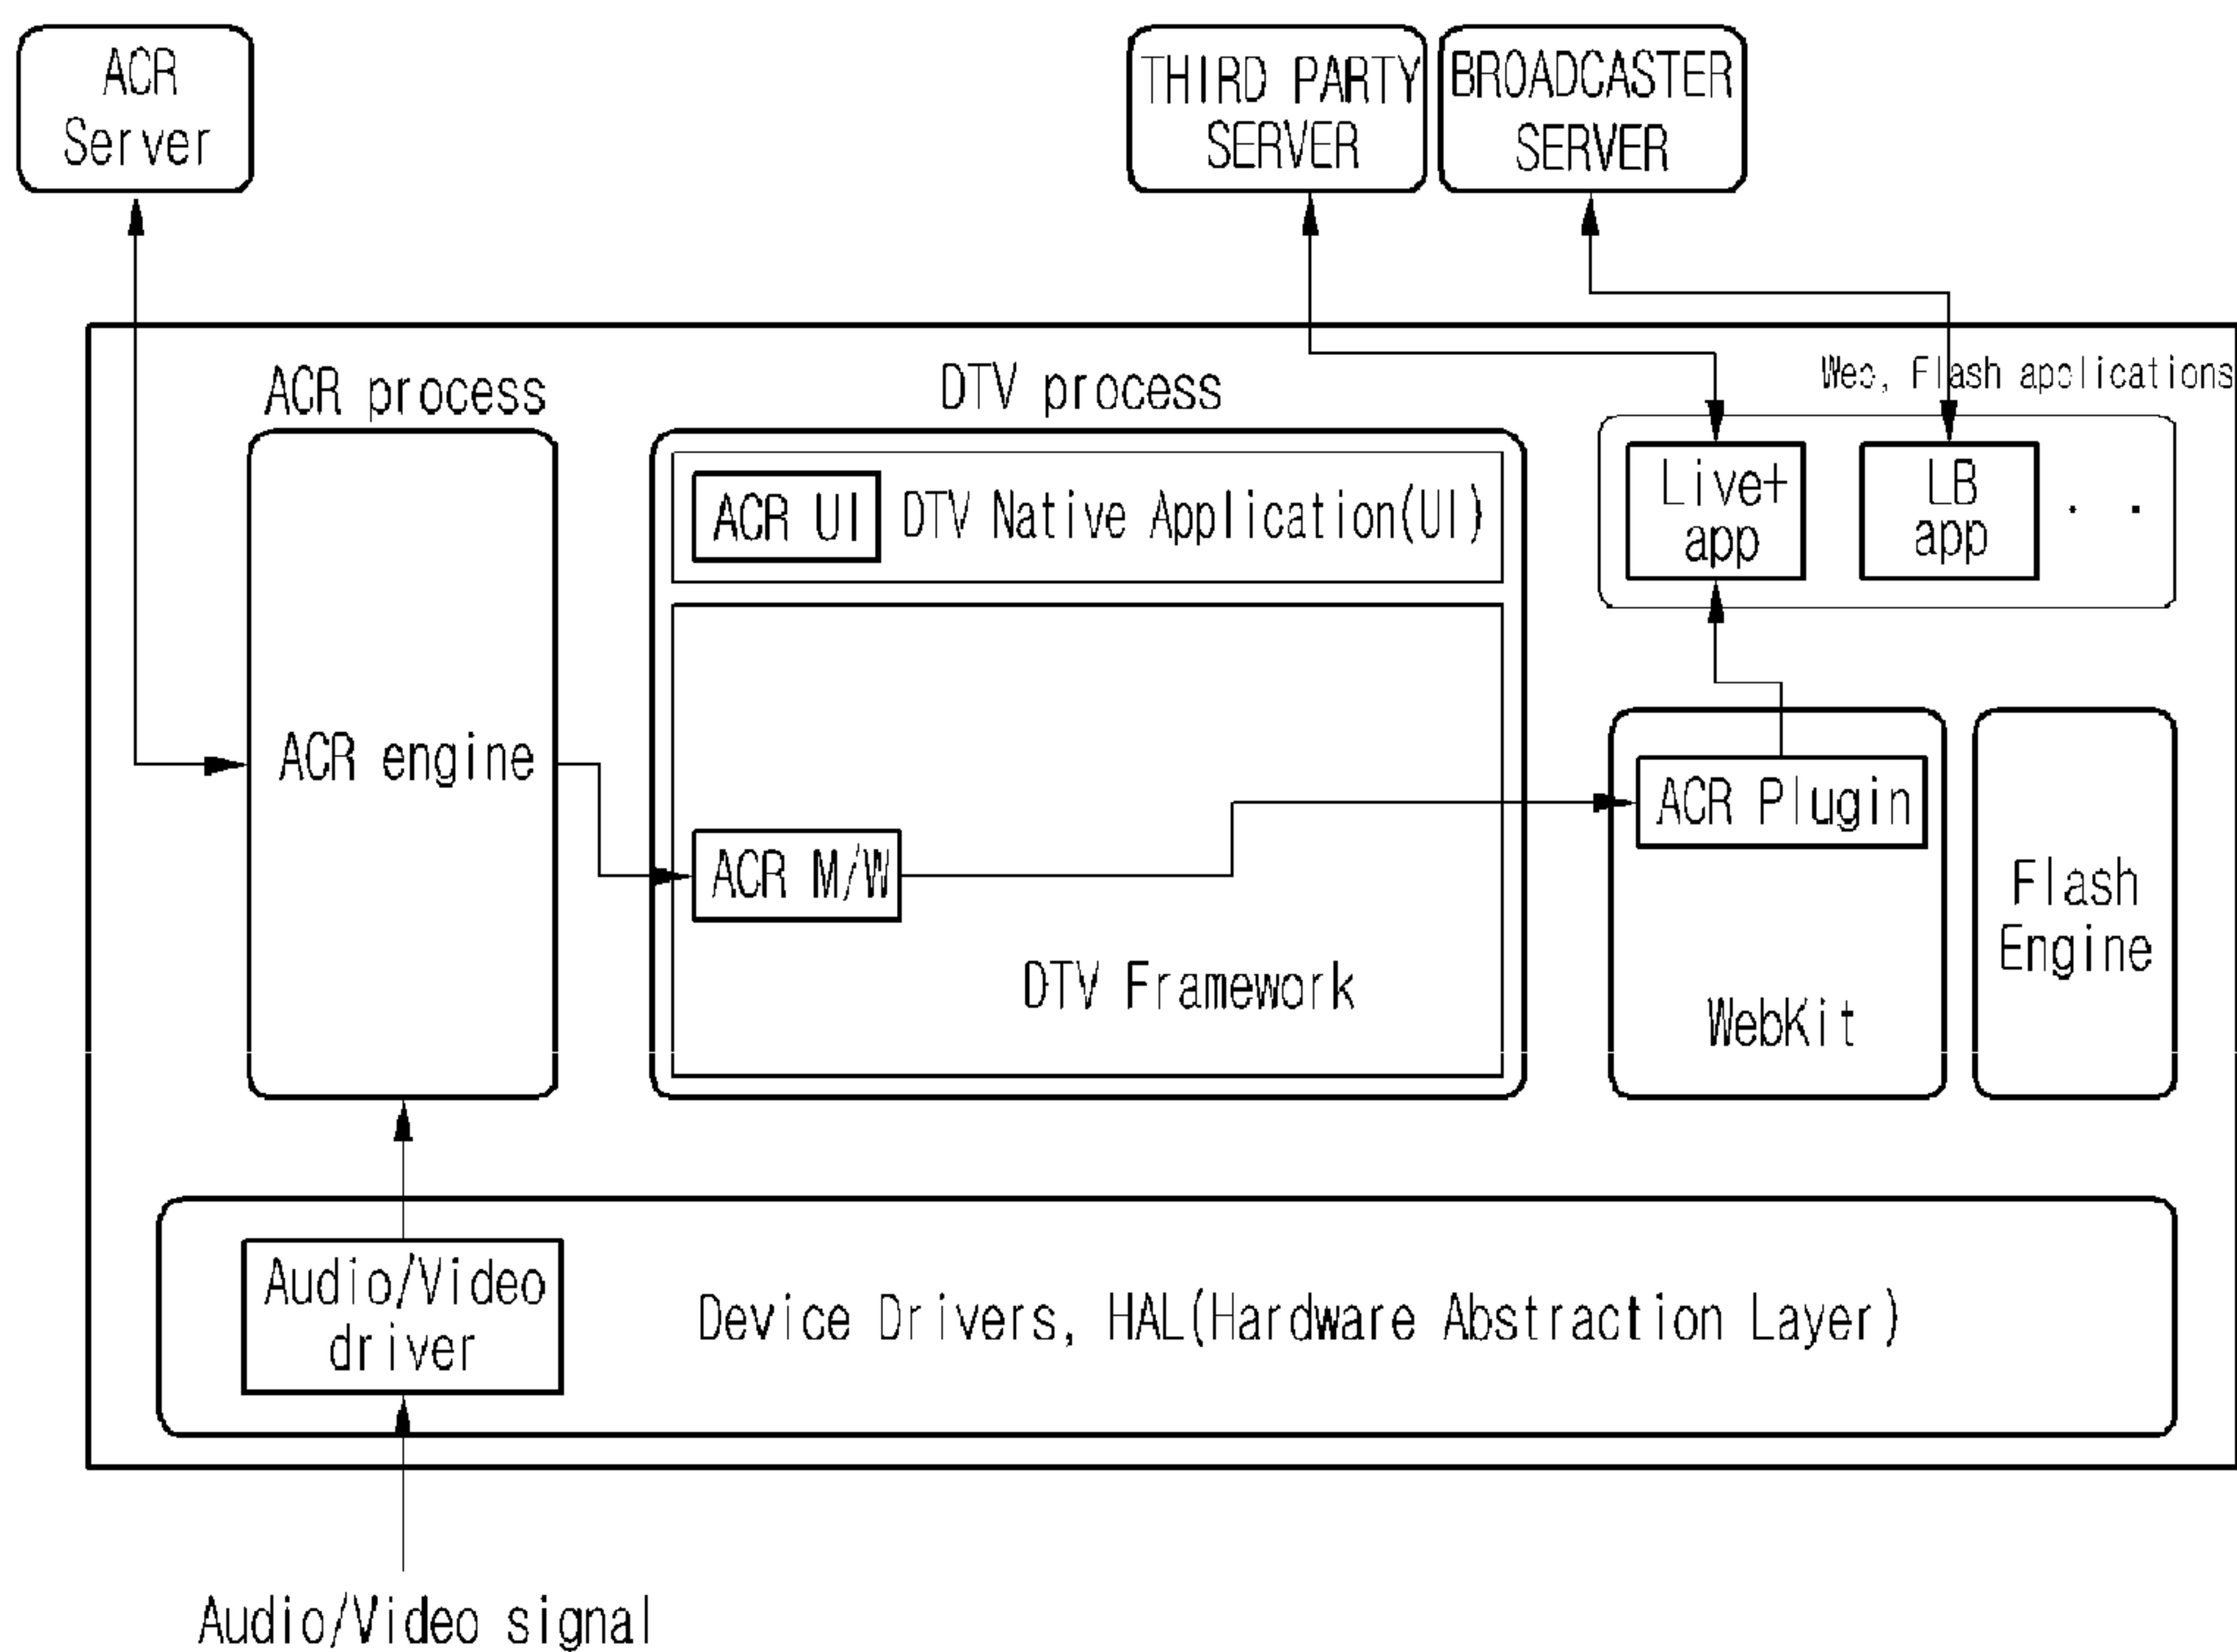 ACR
Server
THIRD PARTY
SERVER
BROADCASTER
SERVER
ACR process
DTV process
Web, Flash applications
ACR UI
DTV Native Application(UI)
Live+
app
LB
app
. .
ACR engine
ACR M/W
DTV Framework
ACR Plugin
WebKit
Flash
Engine
Audio/Video
driver
Device Drivers, HAL(Hardware Abstraction Layer)
Audio/Video signal